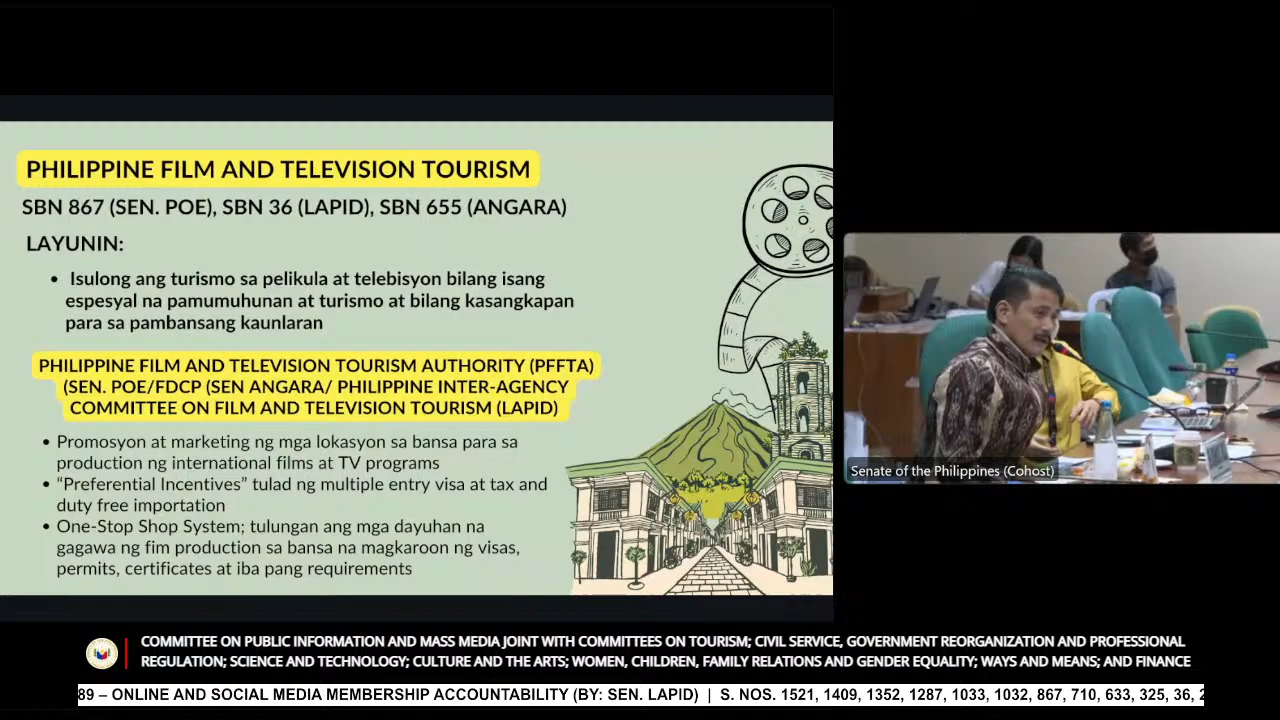 PHILIPPINE FILM AND TELEVISION TOURISM
SBN 867 (SEN. POE), SBN 36 (LAPID), SBN 655 (ANGARA)
LAYUNIN:
• Isulong ang turismo sa pelikula at telebisyon bilang isang
espesyal na pamumuhunan at turismo at bilang kasangkapan
para sa pambansang kaunlaran
PHILIPPINE FILM AND TELEVISION TOURISM AUTHORITY (PFFTA)
(SEN. POE/FDCP (SEN ANGARA/ PHILIPPINE INTER-AGENCY
COMMITTEE ON FILM AND TELEVISION TOURISM (LAPID)
• Promosyon at marketing ng mga lokasyon sa bansa para sa
production ng international films at TV programs
• “Preferential Incentives” tulad ng multiple entry visa at tax and
duty free importation
• One-Stop Shop System; tulungan ang mga dayuhan na
gagawa ng fim production sa bansa na magkaroon ng visas,
permits, certificates at iba pang requirements
Senate of the Philippines (Cohost)
COMMITTEE ON PUBLIC INFORMATION AND MASS MEDIA JOINT WITH COMMITTEES ON TOURISM; CIVIL SERVICE, GOVERNMENT REORGANIZATION AND PROFESSIONAL
REGULATION; SCIENCE AND TECHNOLOGY; CULTURE AND THE ARTS; WOMEN, CHILDREN, FAMILY RELATIONS AND GENDER EQUALITY; WAYS AND MEANS; AND FINANCE
89 – ONLINE AND SOCIAL MEDIA MEMBERSHIP ACCOUNTABILITY (BY: SEN. LAPID) | S. NOS. 1521, 1409, 1352, 1287, 1033, 1032, 867, 710, 633, 325, 36,